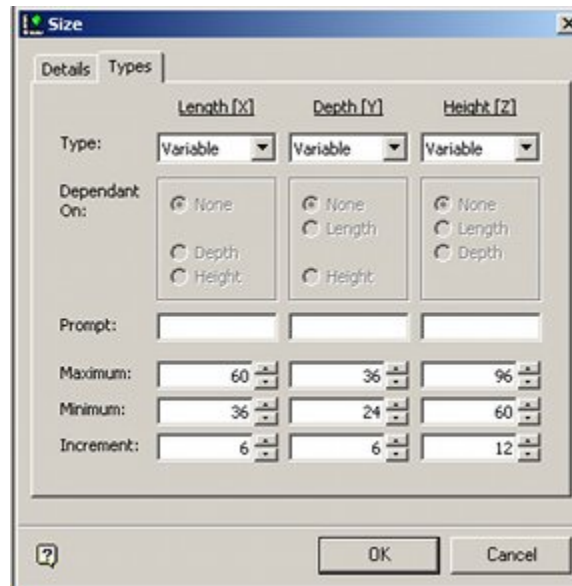 Size
Details Types
Length [X] Depth [Y] Height [Z]
Type: Variable Variable Variable
Dependant On: None None None
Length Length
Depth Depth
Height Height
Prompt:
Maximum: 60 36 96
Minimum: 36 24 60
Increment: 6 6 12
OK Cancel